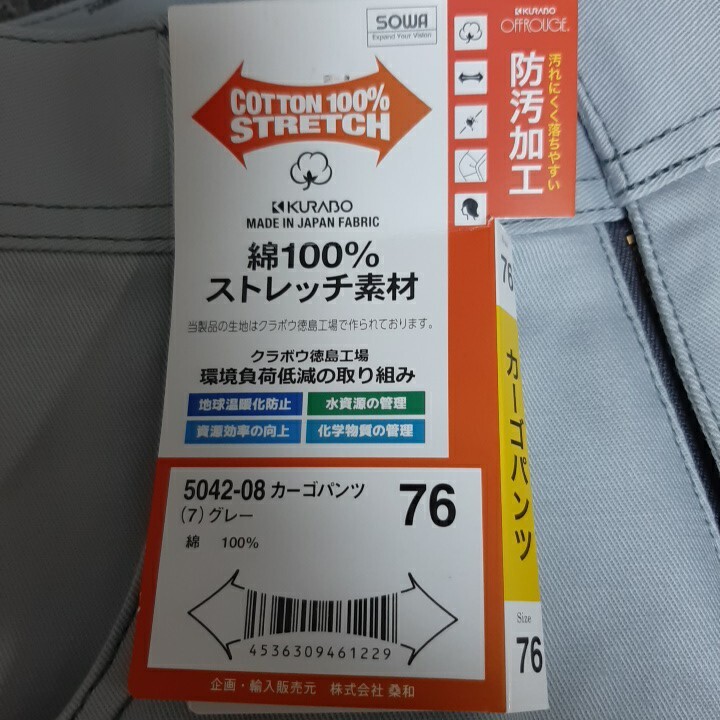 SOWA
Expand Your Vision
COTTON 100%
STRETCH
KURABO
MADE IN JAPAN FABRIC
綿100%
ストレッチ素材
当製品の生地はクラボウ徳島工場で作られております。
クラボウ徳島工場
環境負荷低減の取り組み
地球温暖化防止
水資源の管理
資源効率の向上
化学物質の管理
5042-08 カーゴパンツ
76
(7) グレー
綿 100%
4536309461229
企画・輸入販売元 株式会社 桑和
KURABO
OFFROUGE
汚れにくく落ちやすい
防汚加工
76
カーゴパンツ
Size
76